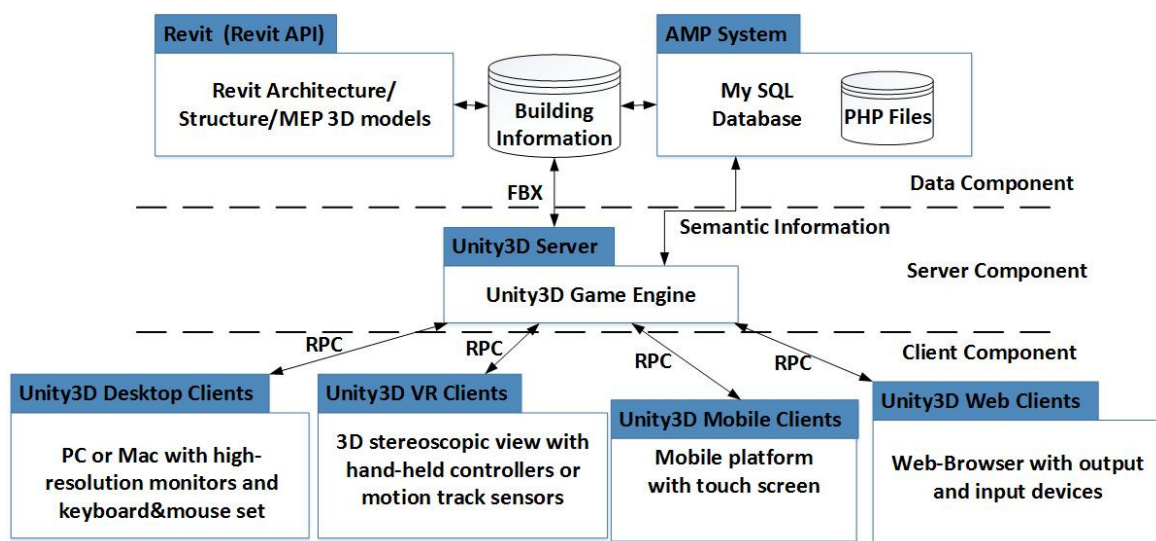 Revit (Revit API)
AMP System
Revit Architecture/
Structure/MEP 3D models
Building
Information
My SQL
Database
PHP Files
FBX
Data Component
Semantic Information
Unity3D Server
Unity3D Game Engine
Server Component
RPC
RPC
RPC
RPC
Client Component
Unity3D Desktop Clients
PC or Mac with high-
resolution monitors and
keyboard&mouse set
Unity3D VR Clients
3D stereoscopic view with
hand-held controllers or
motion track sensors
Unity3D Mobile Clients
Mobile platform
with touch screen
Unity3D Web Clients
Web-Browser with output
and input devices